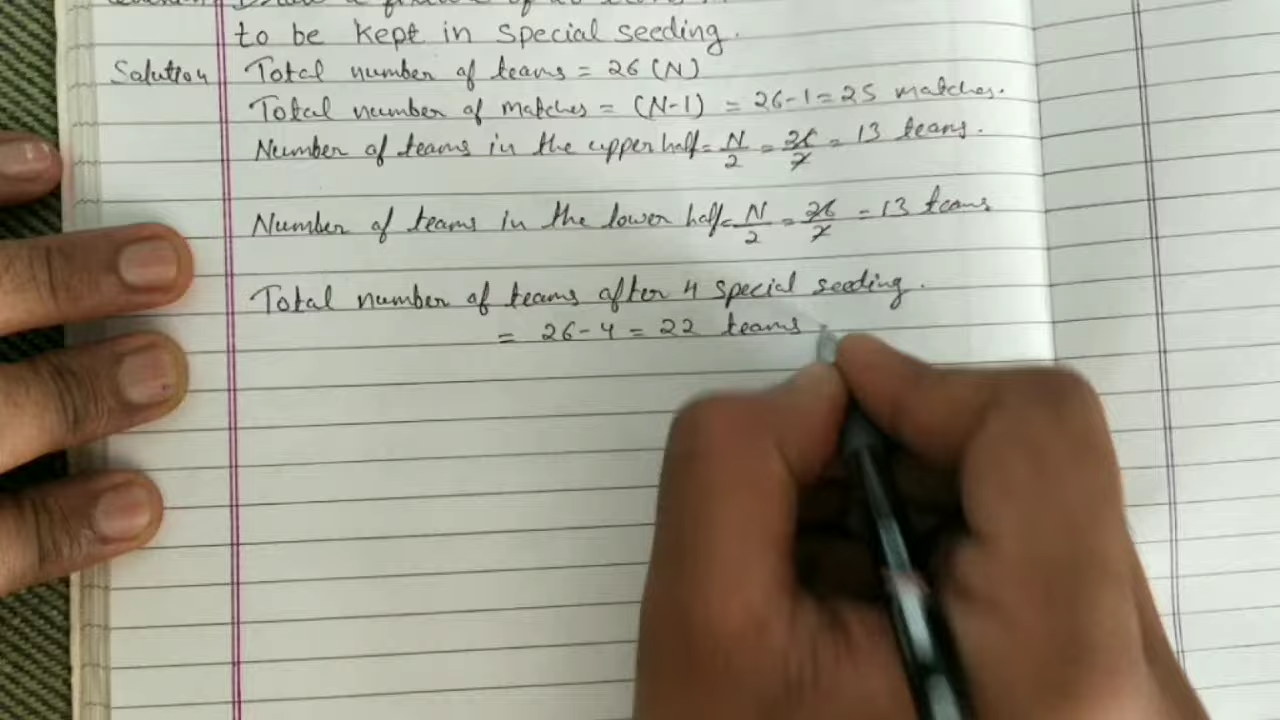 to be kept in special seeding.
Solution Total number of teams = 26 (N)
Total number of matches = (N-1) = 26-1 = 25 matches.
Number of teams in the upper half = N/2 = 26/2 = 13 teams.
Number of teams in the lower half = N/2 = 26/2 = 13 teams
Total number of teams after 4 special seeding.
= 26-4 = 22 teams